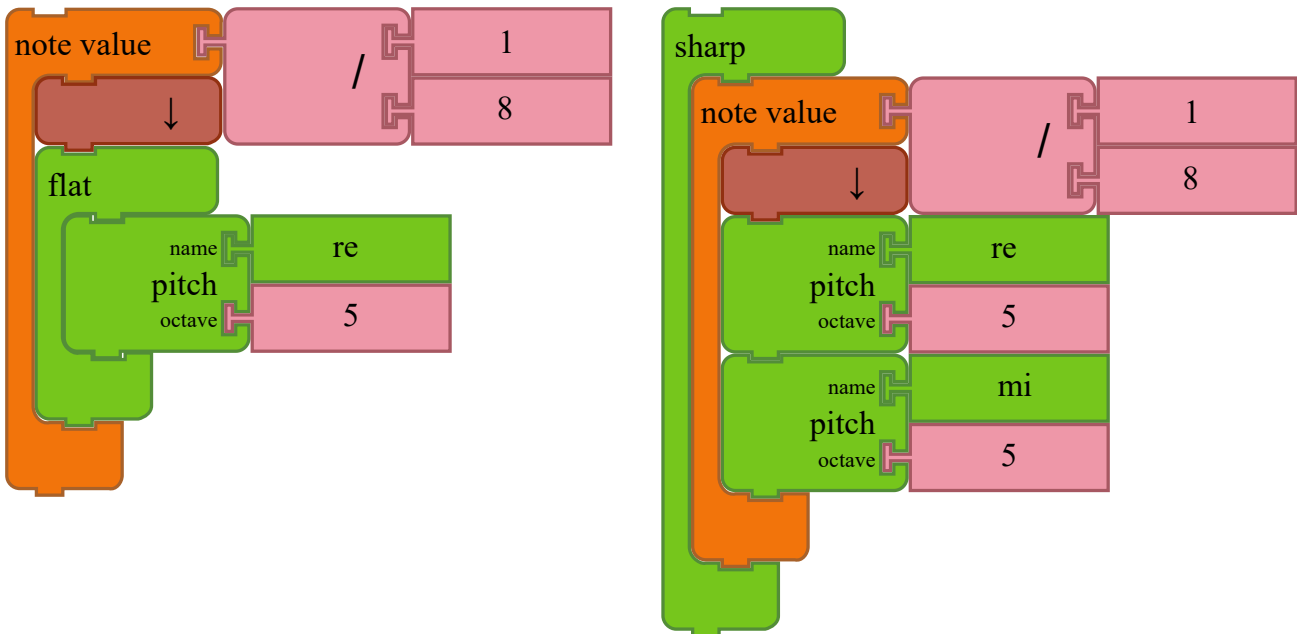 note value / 1
↓ 8
flat
name re
pitch
octave 5
sharp
note value / 1
↓ 8
name re
pitch
octave 5
name mi
pitch
octave 5